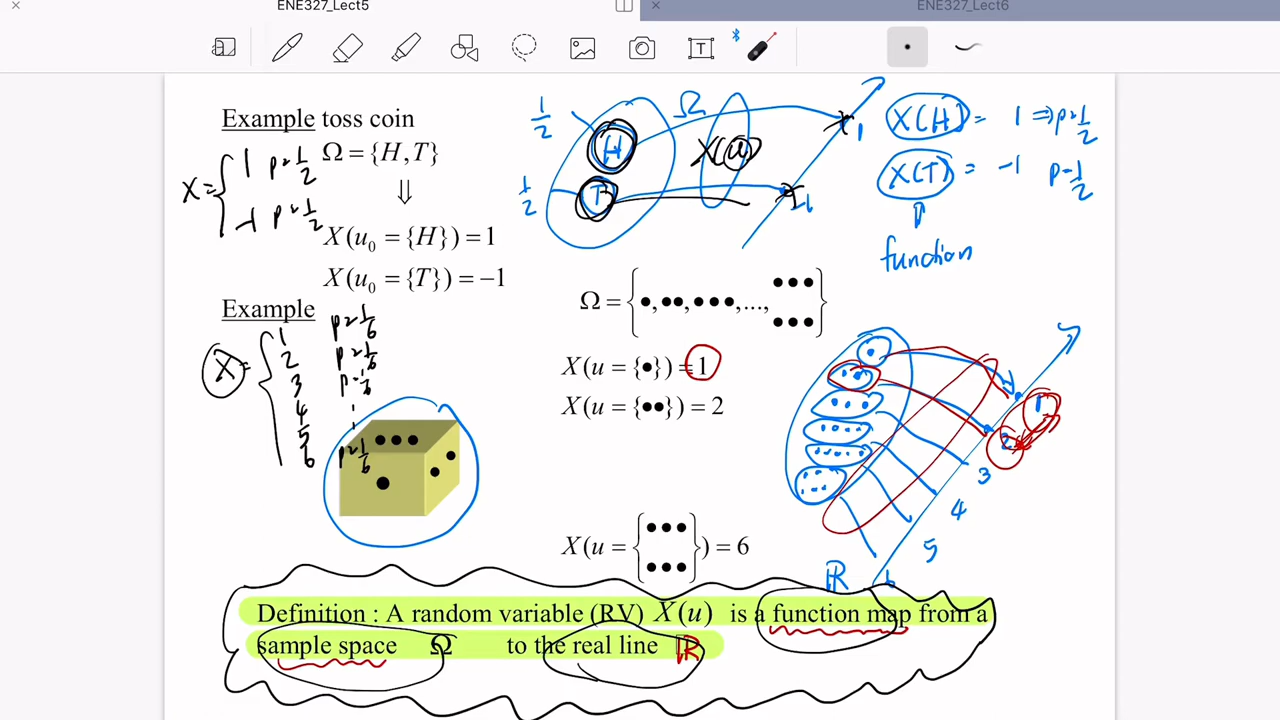 ENE327_Lect5
ENE327_Lect6
T
Example toss coin
Ω = {H, T}
⇓
X(u₀ = {H}) = 1
X(u₀ = {T}) = −1
X = { 1 p=1/2
−1 p=1/2
1/2 H
1/2 T
Ω
X(u)
1
-1
X(H) = 1 ⇒ p=1/2
X(T) = −1 p=1/2
function
Example
X = { 1 p=1/6
2 p=1/6
3 p=1/6
4
5
6 p=1/6
Ω = { •, ••, •••, ..., ••• ••• }
X(u = {•}) = 1
X(u = {••}) = 2
X(u = { ••• ••• }) = 6
1
2
3
4
5
6
ℝ
Definition : A random variable (RV) X(u) is a function map from a
sample space Ω to the real line ℝ